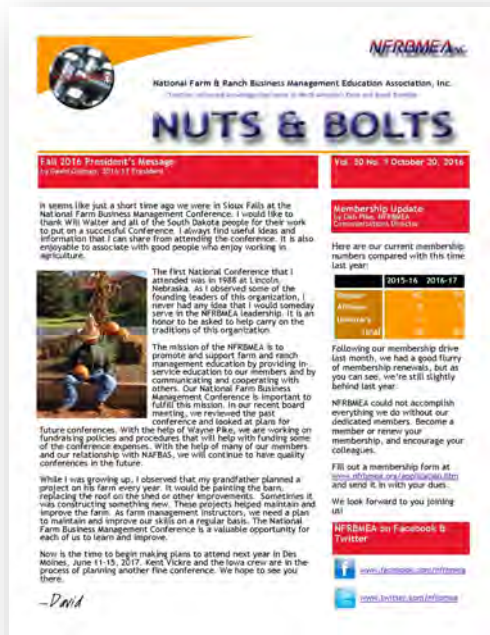 NFRBMEA, INC.
National Farm & Ranch Business Management Education Association, Inc.
NUTS & BOLTS
Fall 2016 President's Message
2016-17 President
It seems like just a short time ago we were in Sioux Falls at the
National Farm Business Management Conference. I would like to
thank Will Walter and all of the South Dakota people for their work
to put on a successful Conference. I always find useful ideas and
information that I can share from attending the conference. It is also
enjoyable to associate with good people who enjoy working in
agriculture.
The first National Conference that I
attended was in 1988 at Lincoln,
Nebraska. As I observed some of the
founding leaders of this organization, I
never had any idea that I would someday
serve in the NFRBMEA leadership. It is an
honor to be asked to help carry on the
traditions of this organization.
The mission of the NFRBMEA is to
promote and support farm and ranch
management education by providing in-
service education to our members and by
communicating and cooperating with
others. Our National Farm Business
Management Conference is important to
fulfill this mission. In our recent board
meeting, we reviewed the past
conference and looked at plans for
future conferences. With the help of Wayne Pike, we are working on
fundraising policies and procedures that will help with funding some
of the conference expenses. With the help of many of our members
and our relationship with NAFBAS, we will continue to have quality
conferences in the future.
While I was growing up, I observed that my grandfather planned a
project on his farm every year. It would be painting the barn,
replacing the roof on the shed or other improvements. Sometimes it
was constructing something new. These projects helped maintain and
improve the farm. As farm management instructors, we need a plan
to maintain and improve our skills on a regular basis. The National
Farm Business Management Conference is a valuable opportunity for
each of us to learn and improve.
Now is the time to begin making plans to attend next year in Des
Moines, June 11-15, 2017. Kent Vickre and the Iowa crew are in the
process of planning another fine conference. We hope to see you
there.
—David
Vol. 30 No. 9 October 20, 2016
Membership Update
by Deb Pike, NFRBMEA
Communications Director
Here are our current membership
numbers compared with this time
last year:
2015-16 2016-17
Total
Following our membership drive
last month, we had a good flurry
of membership renewals, but as
you can see, we're still slightly
behind last year.
NFRBMEA could not accomplish
everything we do without our
dedicated members. Become a
member or renew your
membership, and encourage your
colleagues.
Fill out a membership form at
www.nfrbmea.org/application.htm
and send it in with your dues.
We look forward to you joining
us!
NFRBMEA on Facebook &
Twitter
www.facebook.com/nfrbmea
www.twitter.com/nfrbmea